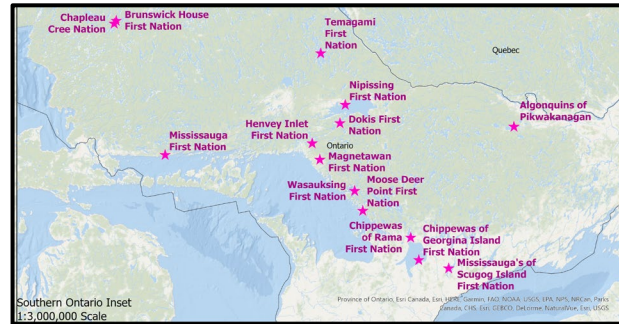 Chapleau
Cree Nation
Brunswick House
First Nation
Temagami
First
Nation
Quebec
Nipissing
First Nation
Algonquins of
Pikwakanagan
Dokis First
Nation
Henvey Inlet
First Nation
Mississauga
First Nation
Ontario
Magnetawan
First Nation
Wasauksing
First Nation
Moose Deer
Point First
Nation
Chippewas
of Rama
First Nation
Chippewas of
Georgina Island
First Nation
Mississauga's of
Scugog Island
First Nation
Southern Ontario Inset
1:3,000,000 Scale
Province of Ontario, Esri Canada, Esri, HERE, Garmin, FAO, NOAA, USGS, EPA, NPS, NRCan, Parks
Canada, CHS, Esri, GEBCO, DeLorme, NaturalVue, Esri, USGS